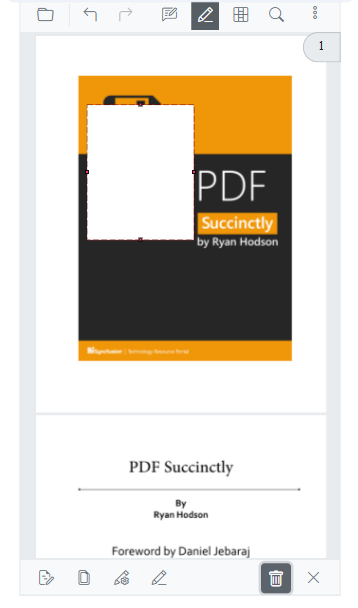 1
PDF
Succinctly
by Ryan Hodson
Syncfusion | Technology Resource Portal
PDF Succinctly
By
Ryan Hodson
Foreword by Daniel Jebaraj